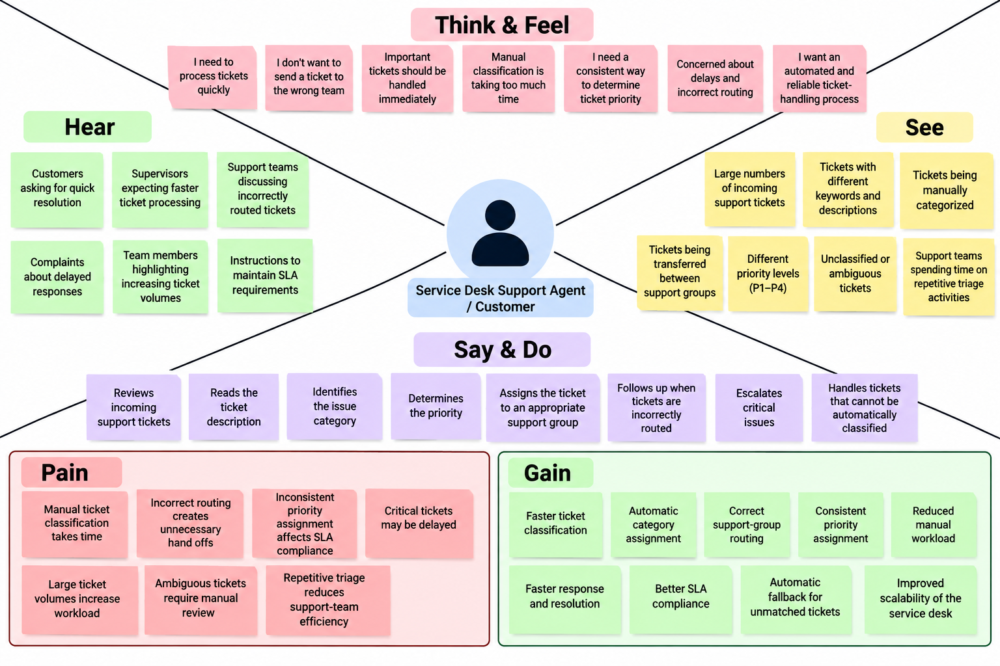 Think & Feel
I need to
process tickets
quickly
I don't want to
send a ticket to
the wrong team
Important
tickets should be
handled
immediately
Manual
classification is
taking too much
time
I need a
consistent way
to determine
ticket priority
Concerned about
delays and
incorrect routing
I want an
automated and
reliable ticket-
handling process
Hear
Customers
asking for quick
resolution
Supervisors
expecting faster
ticket processing
Support teams
discussing
incorrectly
routed tickets
Complaints
about delayed
responses
Team members
highlighting
increasing ticket
volumes
Instructions to
maintain SLA
requirements
See
Large numbers
of incoming
support tickets
Tickets with
different
keywords and
descriptions
Tickets being
manually
categorized
Tickets being
transferred
between
support groups
Different
priority levels
(P1–P4)
Unclassified or
ambiguous
tickets
Support teams
spending time on
repetitive triage
activities
Service Desk Support Agent
/ Customer
Say & Do
Reviews
incoming
support tickets
Reads the
ticket
description
Identifies
the issue
category
Determines
the priority
Assigns the ticket
to an appropriate
support group
Follows up when
tickets are
incorrectly
routed
Escalates
critical
issues
Handles tickets
that cannot be
automatically
classified
Pain
Manual ticket
classification
takes time
Incorrect routing
creates
unnecessary
hand offs
Inconsistent
priority
assignment
affects SLA
compliance
Critical tickets
may be delayed
Large ticket
volumes increase
workload
Ambiguous tickets
require manual
review
Repetitive triage
reduces
support-team
efficiency
Gain
Faster ticket
classification
Automatic
category
assignment
Correct
support-group
routing
Consistent
priority
assignment
Reduced
manual
workload
Faster response
and resolution
Better SLA
compliance
Automatic
fallback for
unmatched tickets
Improved
scalability of the
service desk